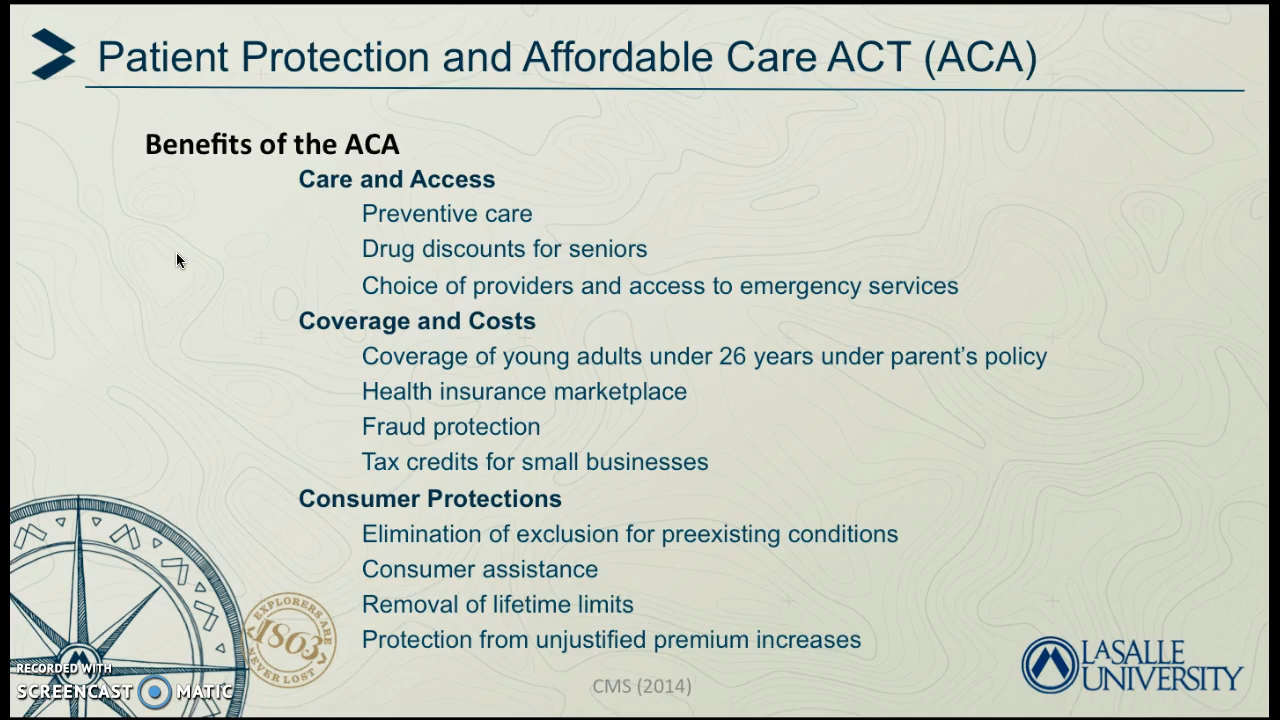 Patient Protection and Affordable Care ACT (ACA)
Benefits of the ACA
Care and Access
Preventive care
Drug discounts for seniors
Choice of providers and access to emergency services
Coverage and Costs
Coverage of young adults under 26 years under parent’s policy
Health insurance marketplace
Fraud protection
Tax credits for small businesses
Consumer Protections
Elimination of exclusion for preexisting conditions
Consumer assistance
Removal of lifetime limits
Protection from unjustified premium increases
EXPLORERS ARE
1863
NEVER LOST
RECORDED WITH
SCREENCAST MATIC
CMS (2014)
LASALLE
UNIVERSITY